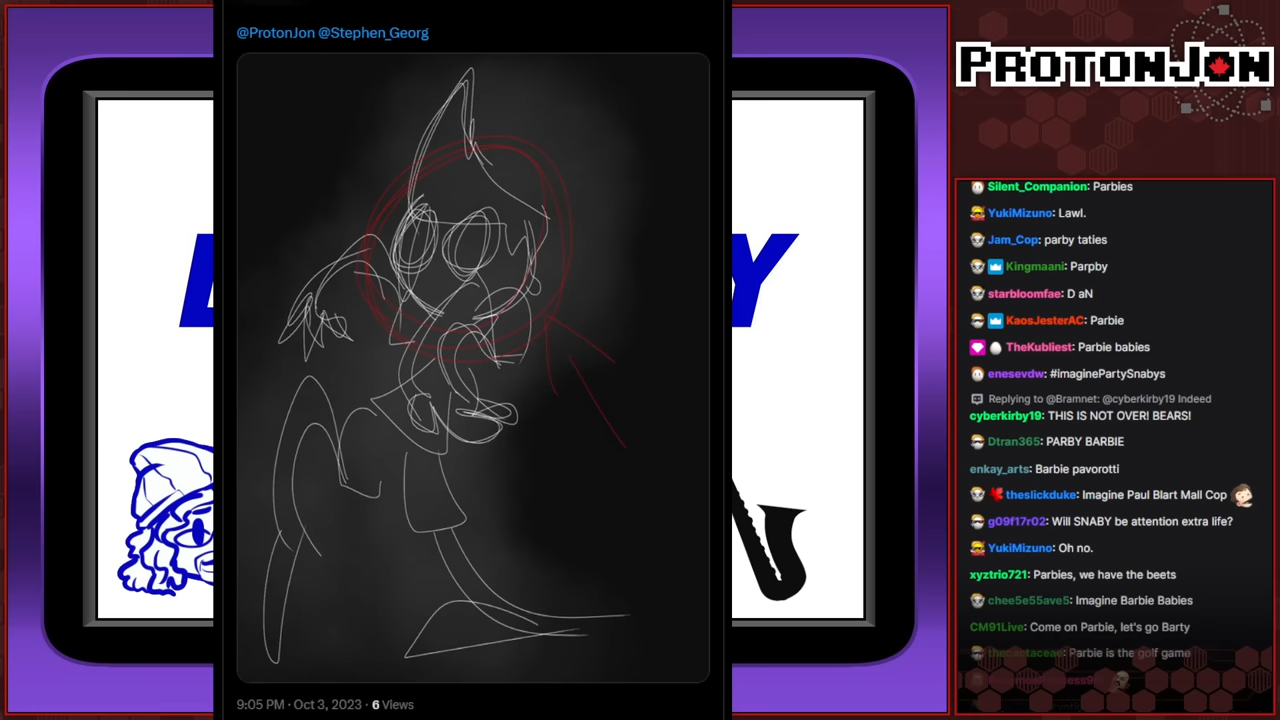 @ProtonJon @Stephen_Georg
9:05 PM · Oct 3, 2023 · 6 Views
PROTONJON
Silent_Companion: Parbies
YukiMizuno: Lawl.
Jam_Cop: parby taties
Kingmaani: Parpby
starbloomfae: D aN
KaosJesterAC: Parbie
TheKubliest: Parbie babies
enesevdw: #imaginePartySnabys
Replying to @Bramnet: @cyberkirby19 Indeed
cyberkirby19: THIS IS NOT OVER! BEARS!
Dtran365: PARBY BARBIE
enkay_arts: Barbie pavorotti
theslickduke: Imagine Paul Blart Mall Cop
g09f17r02: Will SNABY be attention extra life?
YukiMizuno: Oh no.
xyztrio721: Parbies, we have the beets
chee5e55ave5: Imagine Barbie Babies
CM91Live: Come on Parbie, let's go Barty
Parbie is the golf game